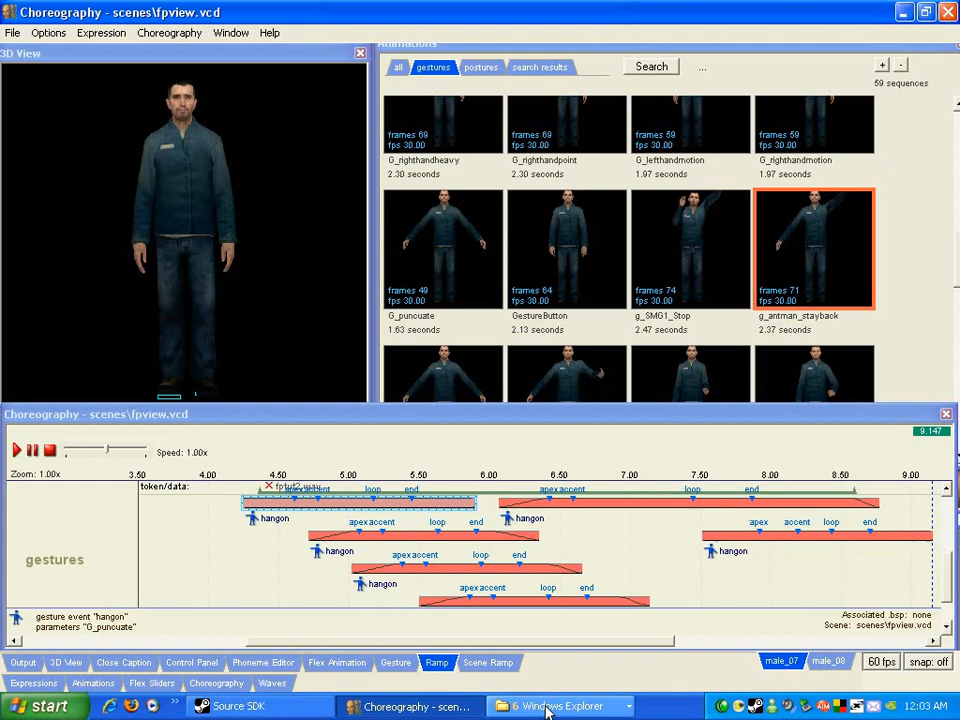 Choreography - scenes\fpview.vcd
File Options Expression Choreography Window Help
3D View
Animations
all gestures postures search results Search ... + -
59 sequences
frames 69 frames 69 frames 59 frames 59
fps 30.00 fps 30.00 fps 30.00 fps 30.00
G_righthandheavy G_righthandpoint G_lefthandmotion G_righthandmotion
2.30 seconds 2.30 seconds 1.97 seconds 1.97 seconds
frames 49 frames 64 frames 74 frames 71
fps 30.00 fps 30.00 fps 30.00 fps 30.00
G_puncuate GestureButton g_SMG1_Stop g_antman_stayback
1.63 seconds 2.13 seconds 2.47 seconds 2.37 seconds
Choreography - scenes\fpview.vcd
9.147
Speed: 1.00x
Zoom: 1.00x 3.50 4.00 4.50 5.00 5.50 6.00 6.50 7.00 7.50 8.00 8.50 9.00
token/data:
loop end apex accent loop end
hangon hangon
apex accent loop end apex accent loop end
hangon hangon
apex accent loop end
gestures
hangon
apex accent loop end
gesture event "hangon" Associated .bsp: none
parameters "G_puncuate" Scene: scenes\fpview.vcd
Output 3D View Close Caption Control Panel Phoneme Editor Flex Animation Gesture Ramp Scene Ramp male_07 male_08 60 fps snap: off
Expressions Animations Flex Sliders Choreography Waves
start Source SDK Choreography - scen... 6 Windows Explorer 12:03 AM